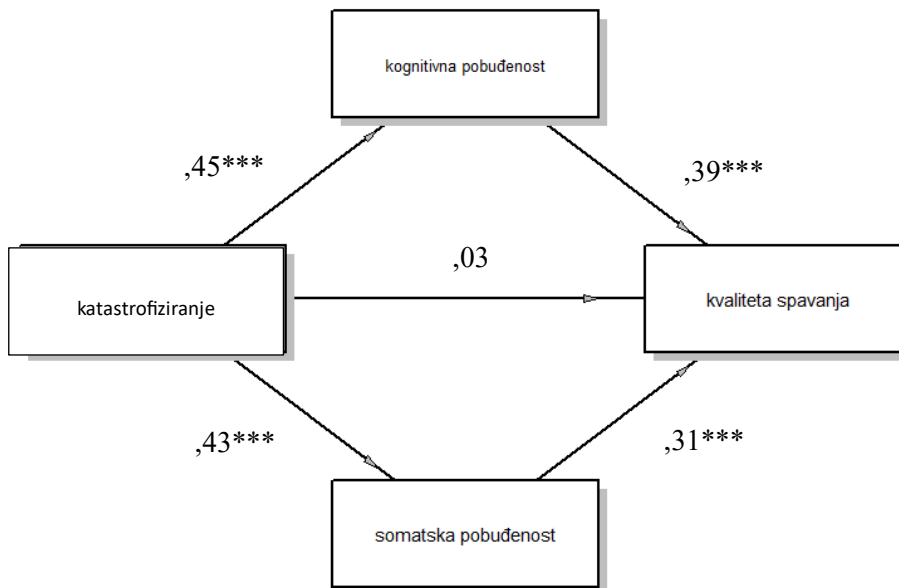 kognitivna pobuđenost
,45***
,39***
,03
katastrofiziranje
kvaliteta spavanja
,43***
,31***
somatska pobuđenost